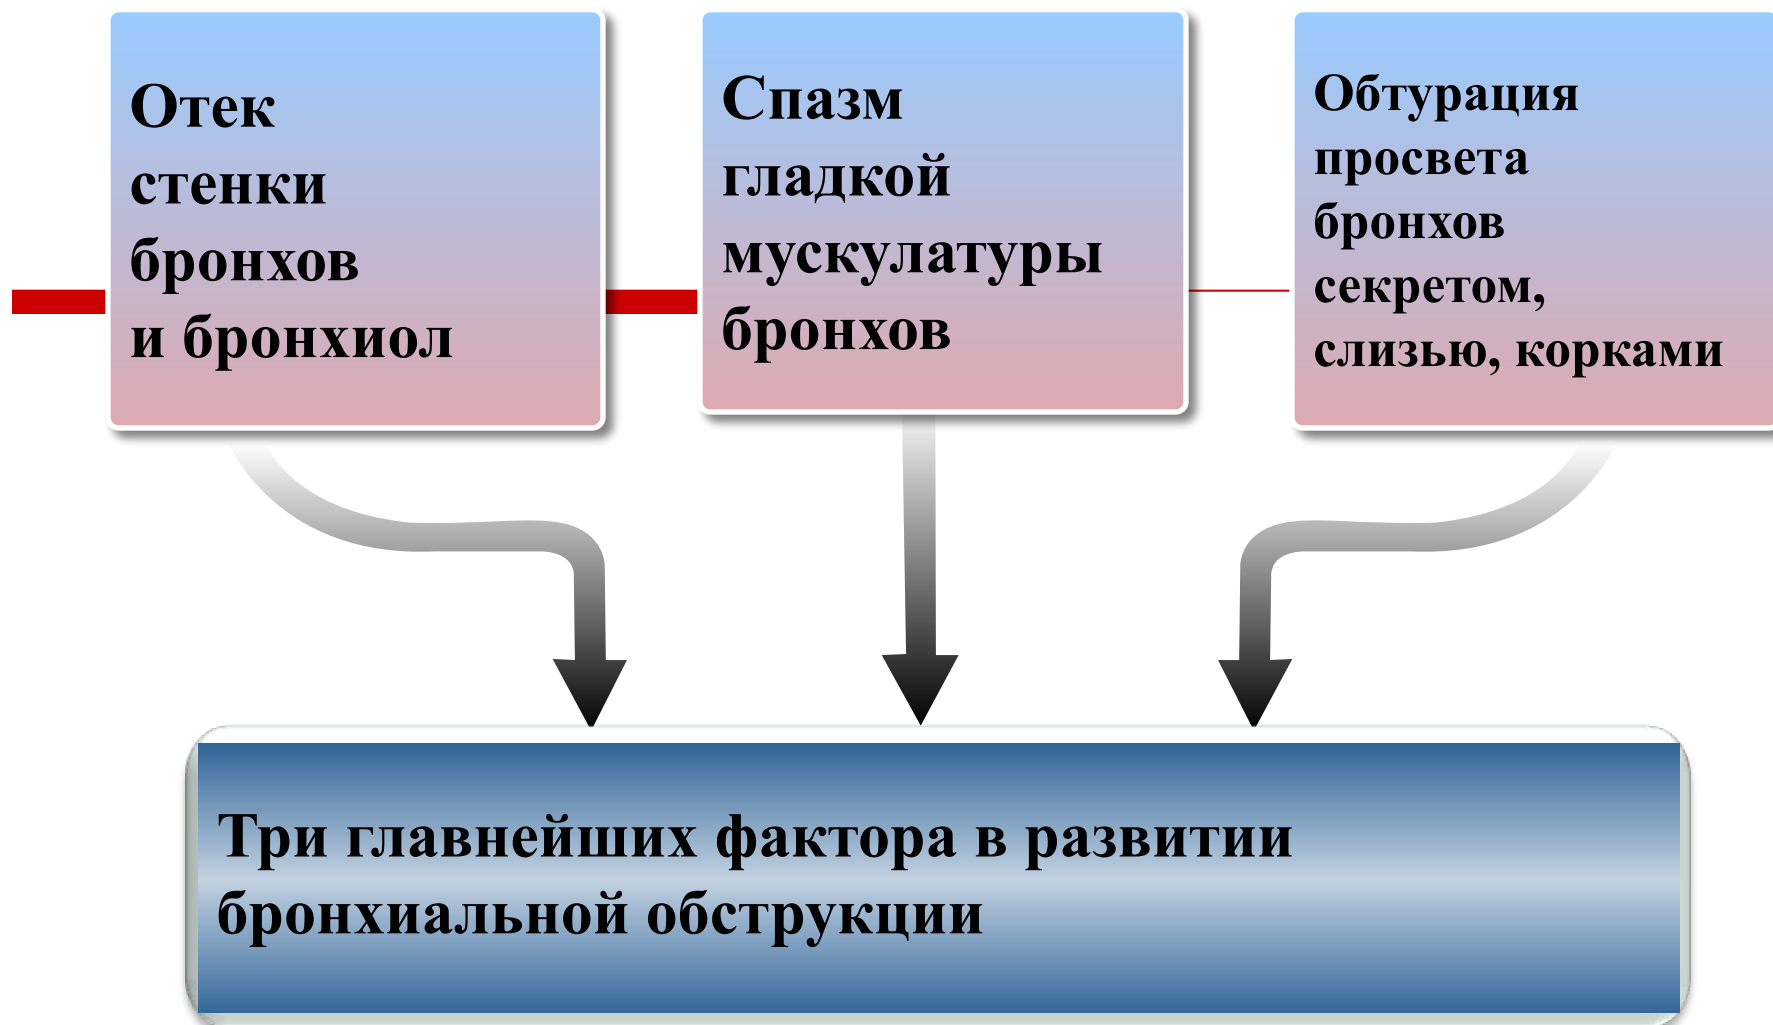 Отек
стенки
бронхов
и бронхиол
Спазм
гладкой
мускулатуры
бронхов
Обтурация
просвета
бронхов
секретом,
слизью, корками
Три главнейших фактора в развитии
бронхиальной обструкции